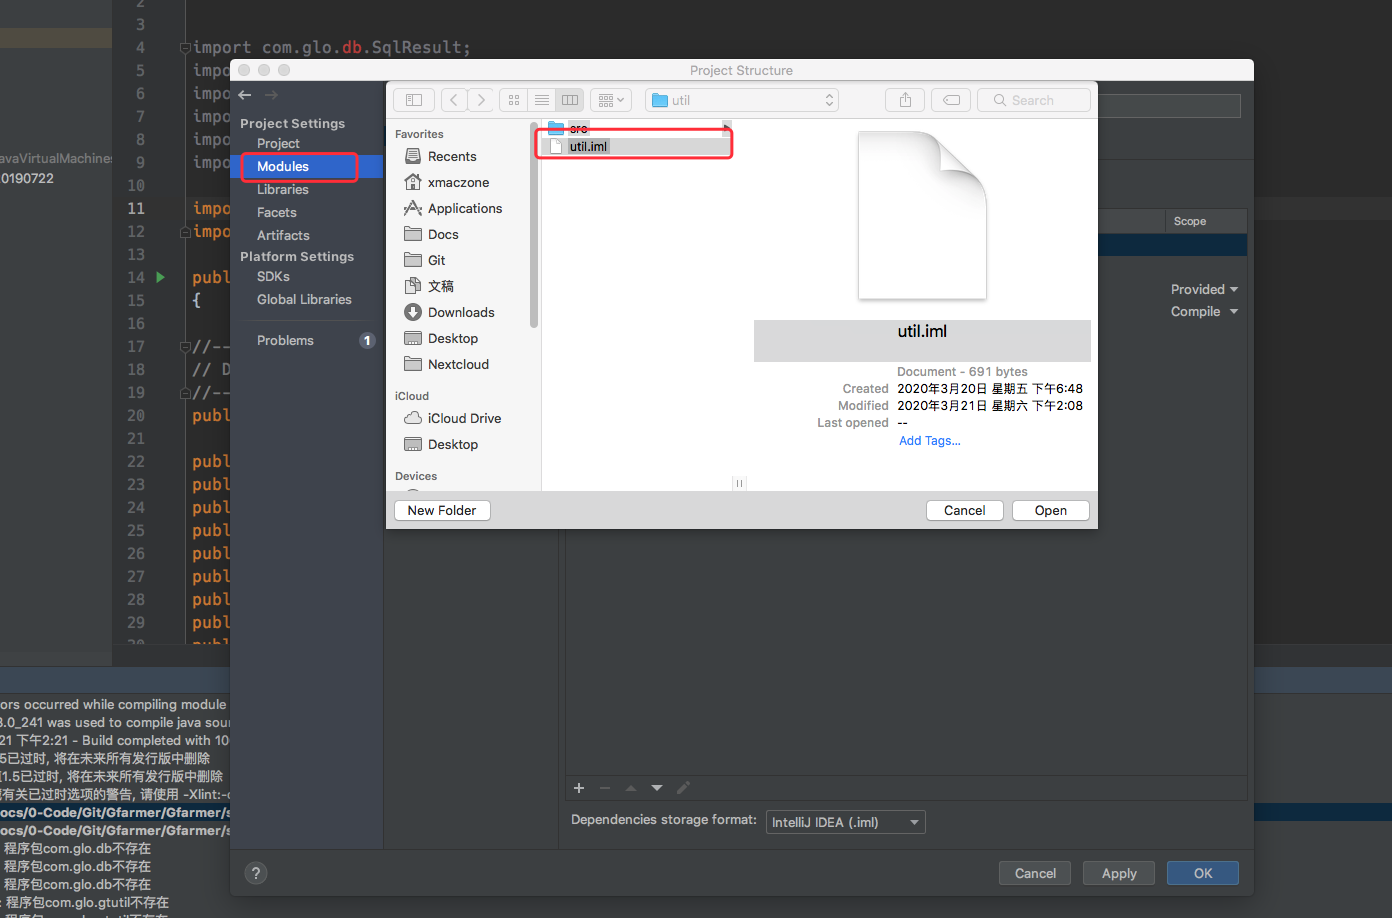 2
3
4 import com.glo.db.SqlResult;
5 impo
6 impo
7 impo
8 impo
9 impo
10
11 impo
12 impo
13
14 publ
15 {
16
17 //--
18 // D
19 //--
20 publ
21
22 publ
23 publ
24 publ
25 publ
26 publ
27 publ
28 publ
29 publ
30 publ
avaVirtualMachines
20190722
Project Structure
Project Settings
Project
Modules
Libraries
Facets
Artifacts
Platform Settings
SDKs
Global Libraries
Problems 1
util
Search
Favorites
Recents
xmaczone
Applications
Docs
Git
文稿
Downloads
Desktop
Nextcloud
iCloud
iCloud Drive
Desktop
Devices
src
util.iml
util.iml
Document - 691 bytes
Created 2020年3月20日 星期五 下午6:48
Modified 2020年3月21日 星期六 下午2:08
Last opened --
Add Tags...
New Folder
Cancel
Open
Scope
Provided
Compile
Dependencies storage format: IntelliJ IDEA (.iml)
?
Cancel
Apply
OK
ors occurred while compiling module
8.0_241 was used to compile java sour
21 下午2:21 - Build completed with 10
5已过时, 将在未来所有发行版中删除
1.5已过时, 将在未来所有发行版中删除
有关已过时选项的警告, 请使用 -Xlint:-o
ocs/0-Code/Git/Gfarmer/Gfarmer/s
ocs/0-Code/Git/Gfarmer/Gfarmer/s
程序包com.glo.db不存在
程序包com.glo.db不存在
程序包com.glo.db不存在
: 程序包com.glo.gtutil不存在